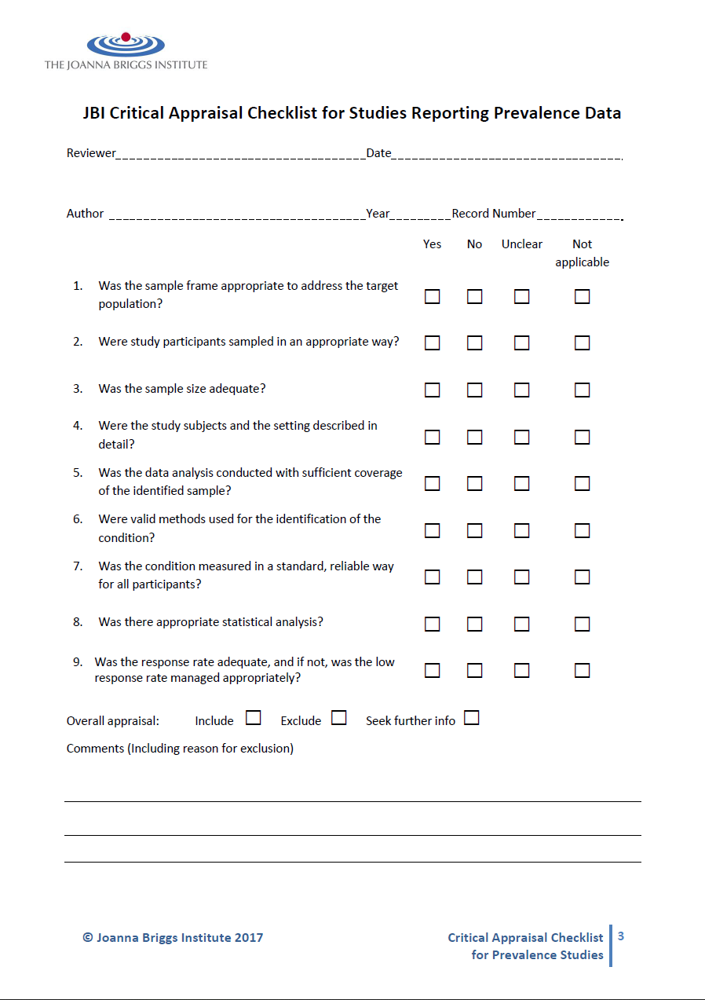 THE JOANNA BRIGGS INSTITUTE
JBI Critical Appraisal Checklist for Studies Reporting Prevalence Data
Reviewer Date
Author Year Record Number
Yes No Unclear Not
applicable
1. Was the sample frame appropriate to address the target
population?
2. Were study participants sampled in an appropriate way?
3. Was the sample size adequate?
4. Were the study subjects and the setting described in
detail?
5. Was the data analysis conducted with sufficient coverage
of the identified sample?
6. Were valid methods used for the identification of the
condition?
7. Was the condition measured in a standard, reliable way
for all participants?
8. Was there appropriate statistical analysis?
9. Was the response rate adequate, and if not, was the low
response rate managed appropriately?
Overall appraisal: Include Exclude Seek further info
Comments (Including reason for exclusion)
© Joanna Briggs Institute 2017
Critical Appraisal Checklist 3
for Prevalence Studies